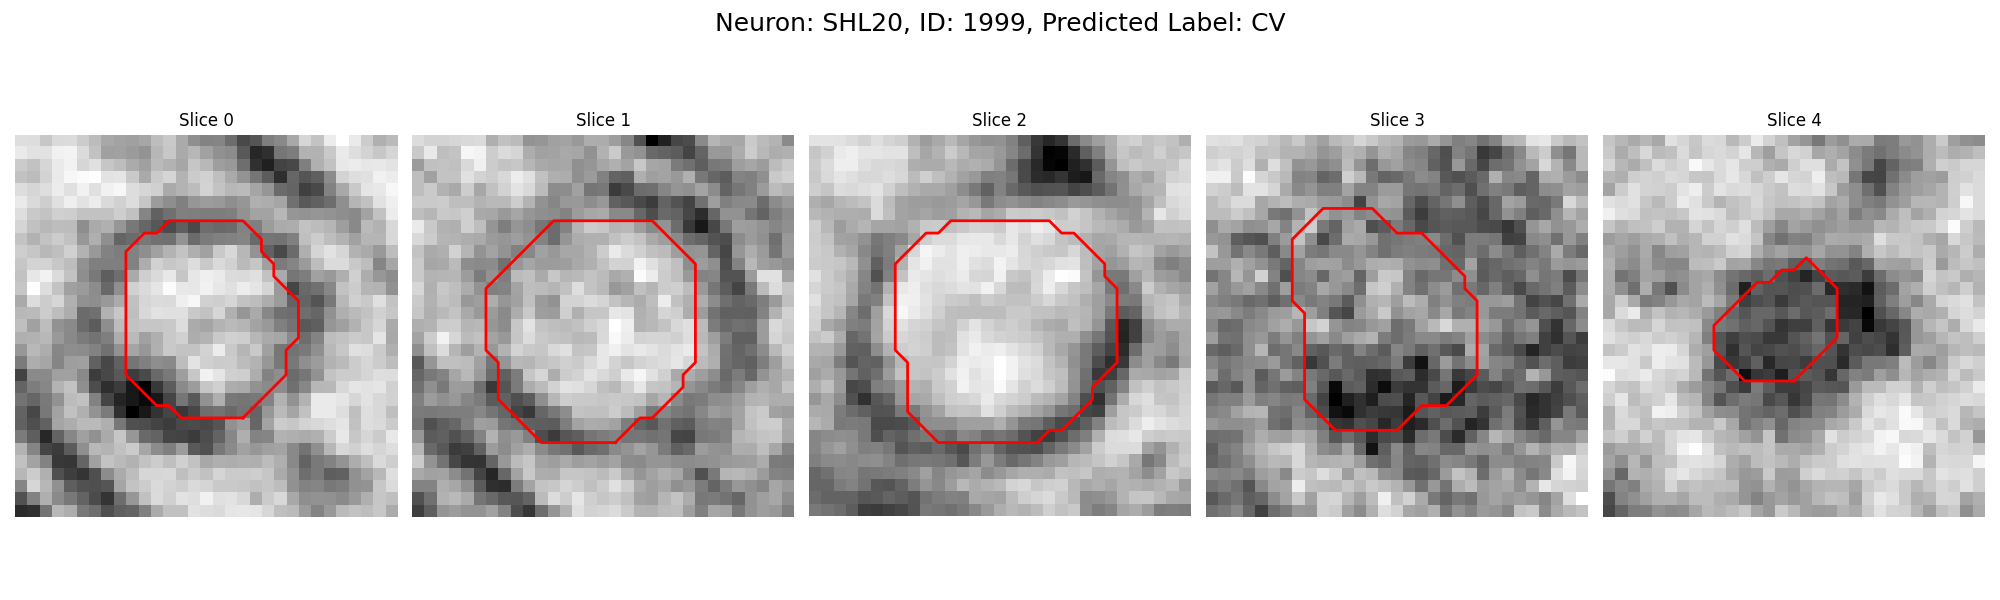 Neuron: SHL20, ID: 1999, Predicted Label: CV
Slice 0
Slice 1
Slice 2
Slice 3
Slice 4